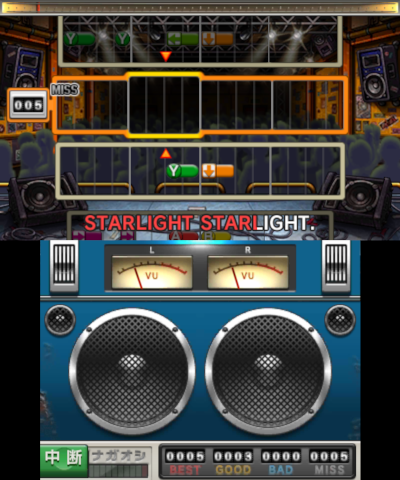 Y Y
005 MISS
Y
STARLIGHT STARLIGHT.
A B
L R
VU VU
中断 ナガオシ
0005 0003 0000 0005
BEST GOOD BAD MISS